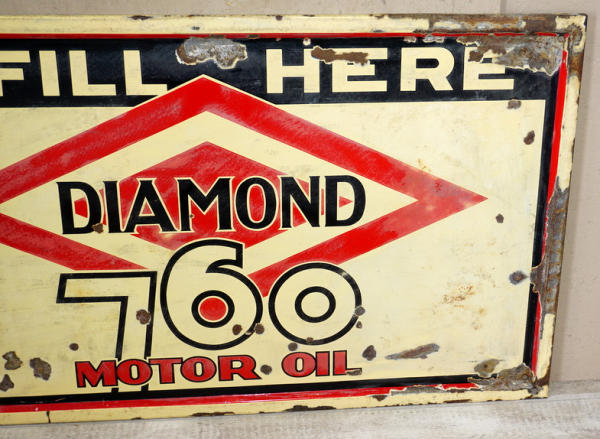 FILL HERE
DIAMOND
760
MOTOR OIL